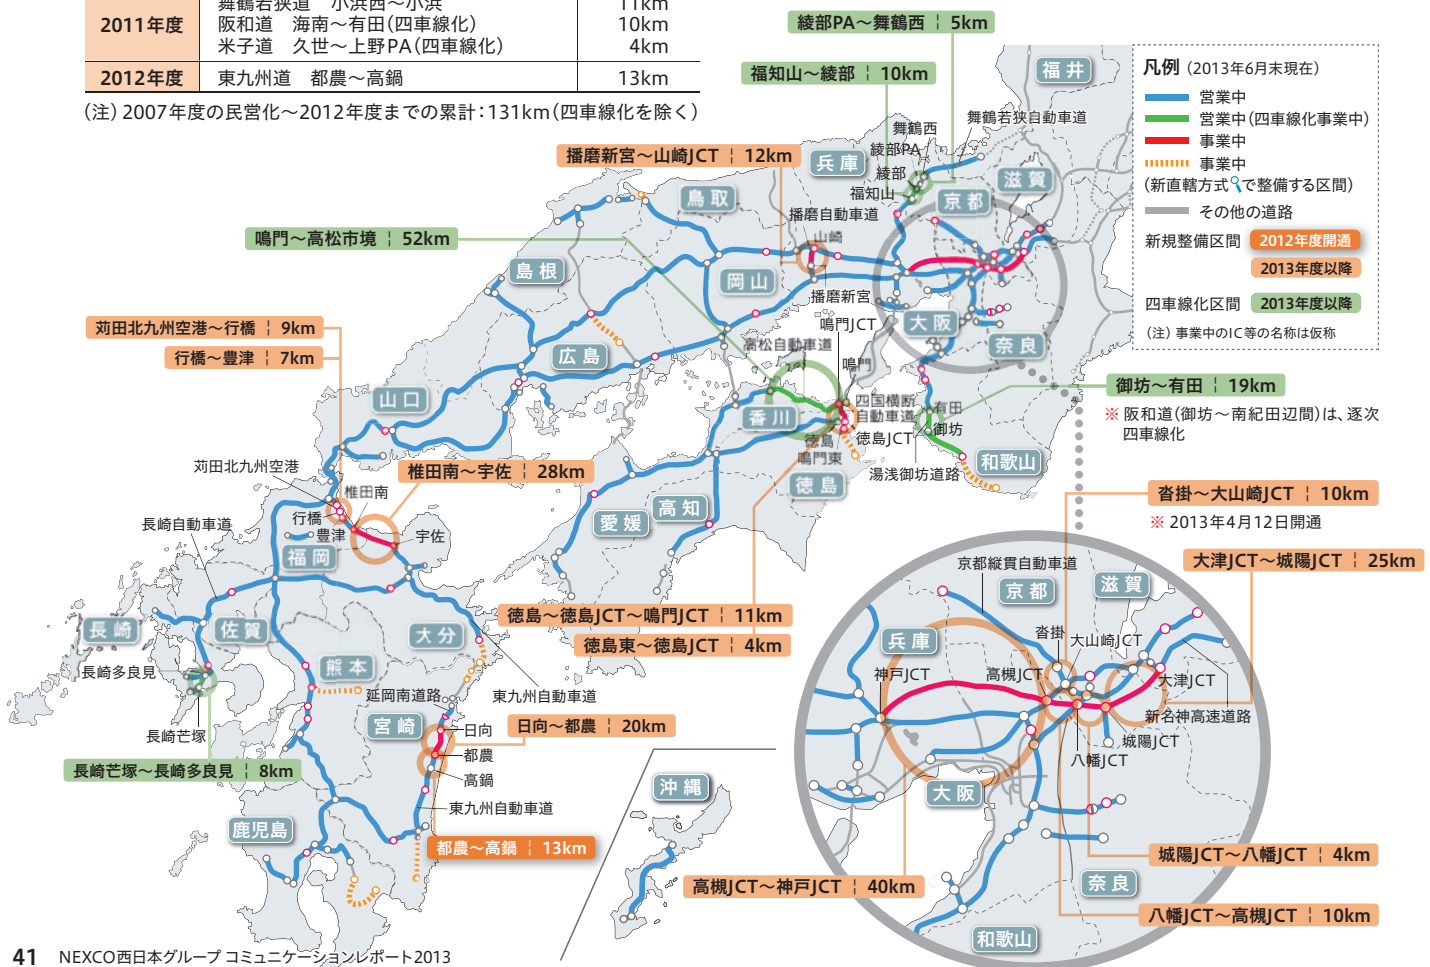 2011年度
舞鶴若狭道 小浜西～小浜 11km
阪和道 海南～有田(四車線化) 10km
米子道 久世～上野PA(四車線化) 4km
2012年度 東九州道 都農～高鍋 13km
(注) 2007年度の民営化～2012年度までの累計：131km(四車線化を除く)
綾部PA～舞鶴西 ¦ 5km
福知山～綾部 ¦ 10km
播磨新宮～山崎JCT ¦ 12km
鳴門～高松市境 ¦ 52km
苅田北九州空港～行橋 ¦ 9km
行橋～豊津 ¦ 7km
凡例 (2013年6月末現在)
営業中
営業中(四車線化事業中)
事業中
事業中
(新直轄方式で整備する区間)
その他の道路
新規整備区間 2012年度開通
2013年度以降
四車線化区間 2013年度以降
(注) 事業中のIC等の名称は仮称
福井
舞鶴西
舞鶴若狭自動車道
綾部PA
綾部
福知山
兵庫
滋賀
京都
鳥取
播磨自動車道
山崎
島根
岡山
播磨新宮
鳴門JCT
大阪
奈良
高松自動車道
鳴門
広島
山口
香川
四国横断
自動車道
有田
御坊
徳島
徳島JCT
鳴門東
湯浅御坊道路
和歌山
徳島
高知
愛媛
御坊～有田 ¦ 19km
※ 阪和道(御坊～南紀田辺間)は、逐次
四車線化
椎田南～宇佐 ¦ 28km
苅田北九州空港
椎田南
長崎自動車道
行橋
豊津
宇佐
福岡
沓掛～大山崎JCT ¦ 10km
※ 2013年4月12日開通
大津JCT～城陽JCT ¦ 25km
徳島～徳島JCT～鳴門JCT ¦ 11km
徳島東～徳島JCT ¦ 4km
長崎
佐賀
大分
熊本
長崎多良見
延岡南道路
東九州自動車道
宮崎
日向
日向～都農 ¦ 20km
都農
長崎芒塚
高鍋
長崎芒塚～長崎多良見 ¦ 8km
東九州自動車道
鹿児島
都農～高鍋 ¦ 13km
沖縄
京都縦貫自動車道
京都
滋賀
兵庫
沓掛
大山崎JCT
神戸JCT
高槻JCT
大津JCT
新名神高速道路
城陽JCT
八幡JCT
大阪
奈良
和歌山
城陽JCT～八幡JCT ¦ 4km
高槻JCT～神戸JCT ¦ 40km
八幡JCT～高槻JCT ¦ 10km
41 NEXCO西日本グループ コミュニケーションレポート2013